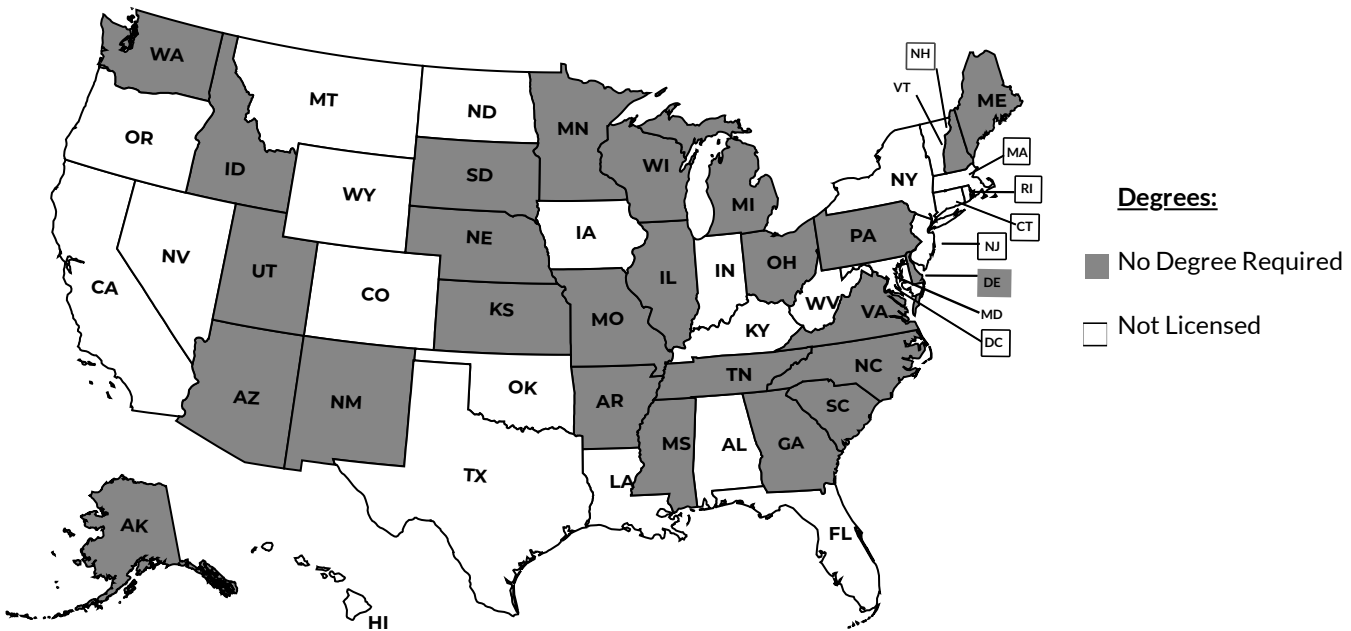 WA
MT
ND
MN
OR
ID
SD
WI
WY
MI
NE
IA
NV
UT
CO
CA
KS
MO
IL
IN
OH
PA
NY
ME
NH
VT
MA
RI
CT
NJ
DE
MD
DC
WV
VA
KY
NC
TN
SC
AZ
NM
OK
AR
MS
AL
GA
TX
LA
FL
AK
HI
Degrees:
No Degree Required
Not Licensed